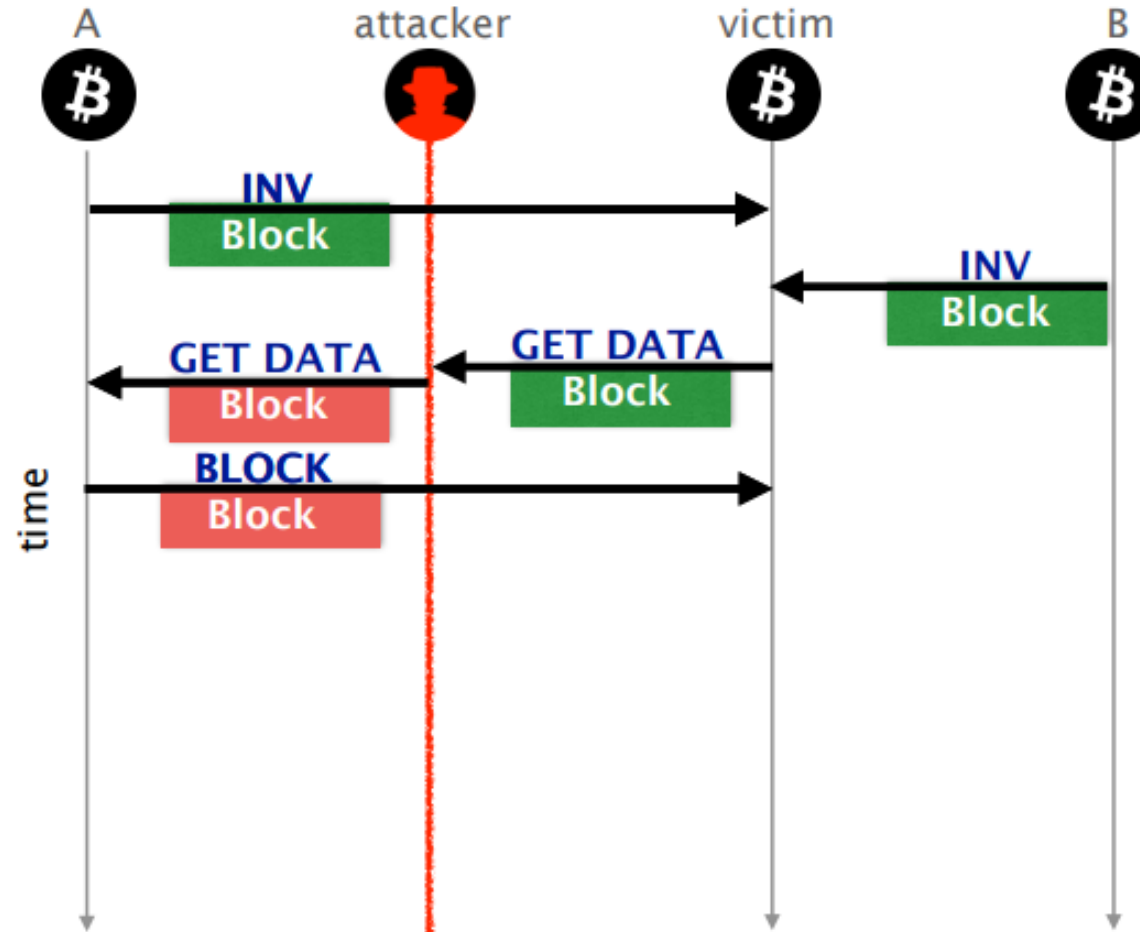 A
attacker
victim
B
INV
Block
INV
Block
GET DATA
Block
GET DATA
Block
BLOCK
Block
time